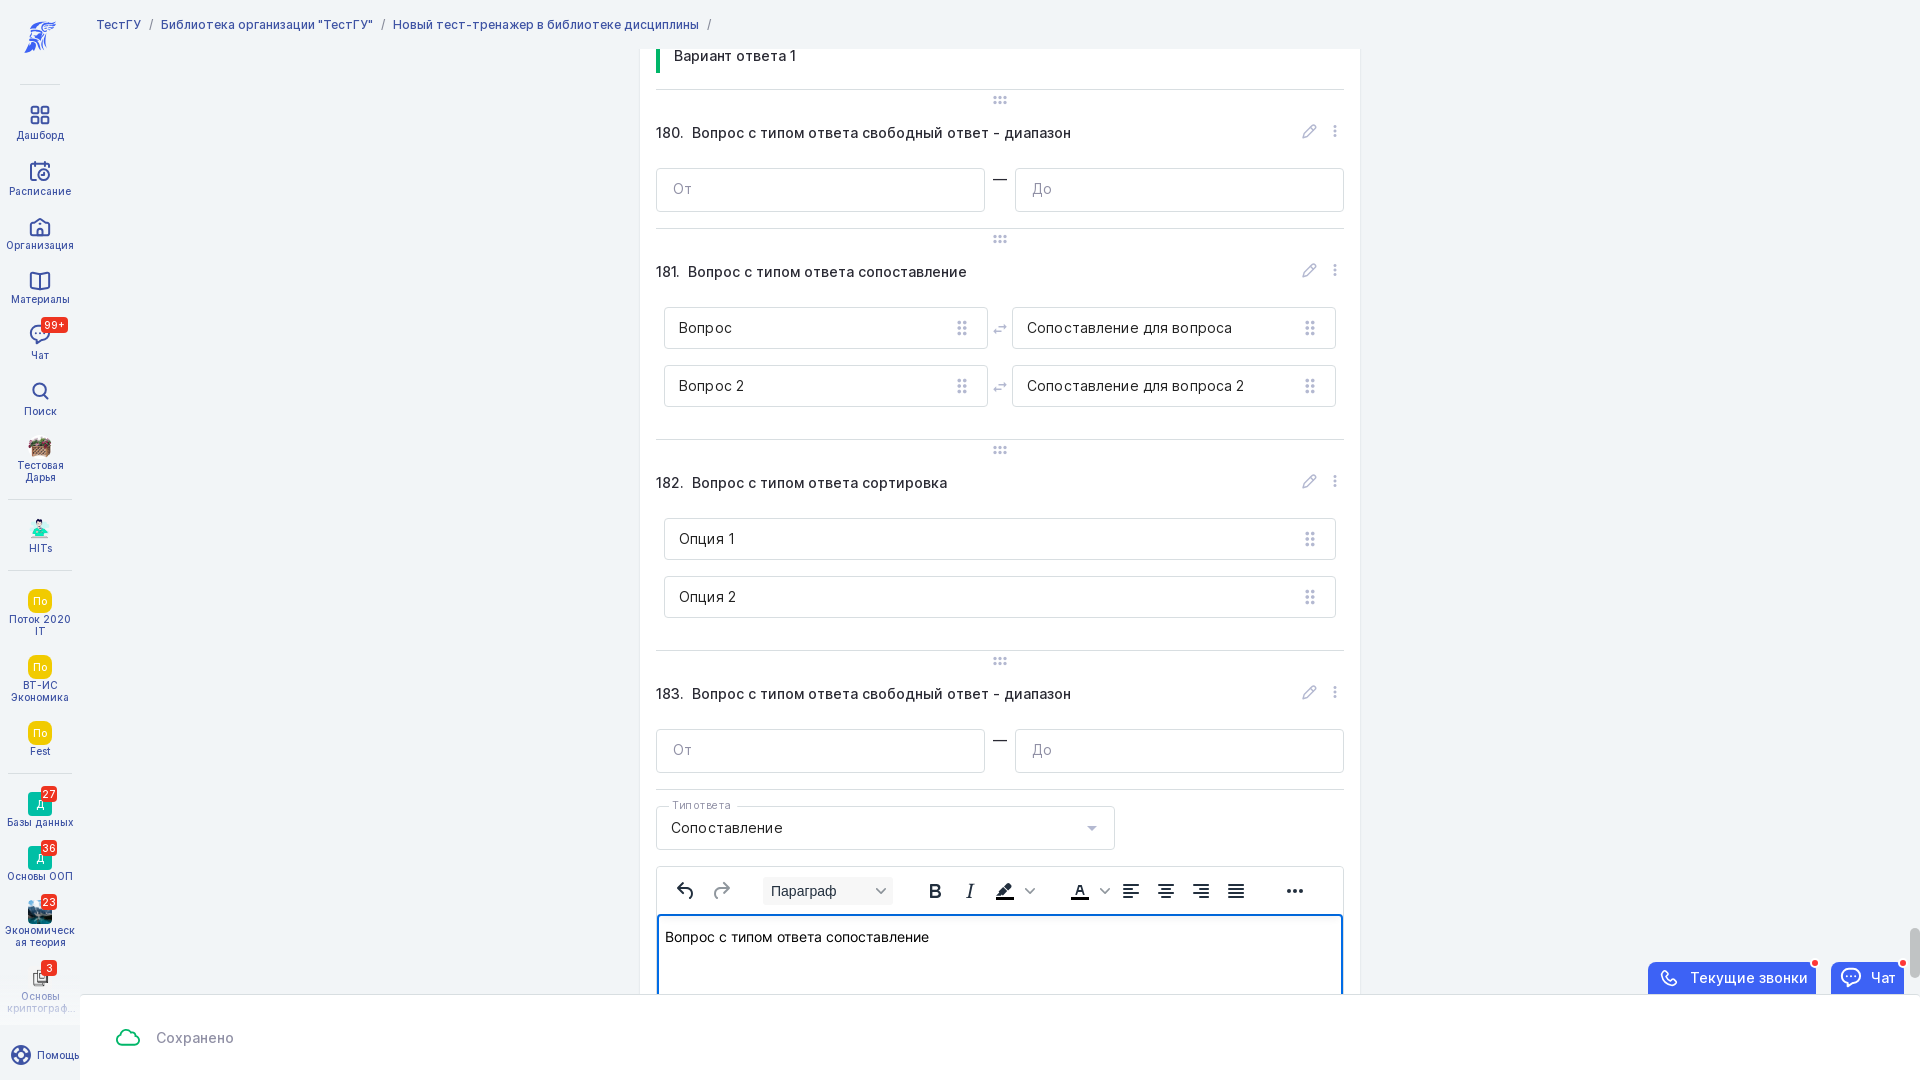 ТестГУ / Библиотека организации "ТестГУ" / Новый тест-тренажер в библиотеке дисциплины /
Вариант ответа 1
180. Вопрос с типом ответа свободный ответ - диапазон
От — До
181. Вопрос с типом ответа сопоставление
Вопрос
Сопоставление для вопроса
Вопрос 2
Сопоставление для вопроса 2
182. Вопрос с типом ответа сортировка
Опция 1
Опция 2
183. Вопрос с типом ответа свободный ответ - диапазон
От — До
Тип ответа
Сопоставление
Параграф
Вопрос с типом ответа сопоставление
Дашборд
Расписание
Организация
Материалы
99+
Чат
Поиск
Тестовая
Дарья
HITs
По
Поток 2020
IT
По
ВТ-ИС
Экономика
По
Fest
27
Д
Базы данных
36
Д
Основы ООП
23
Экономическ
ая теория
3
Основы
криптограф...
Помощь
Текущие звонки
Чат
Сохранено